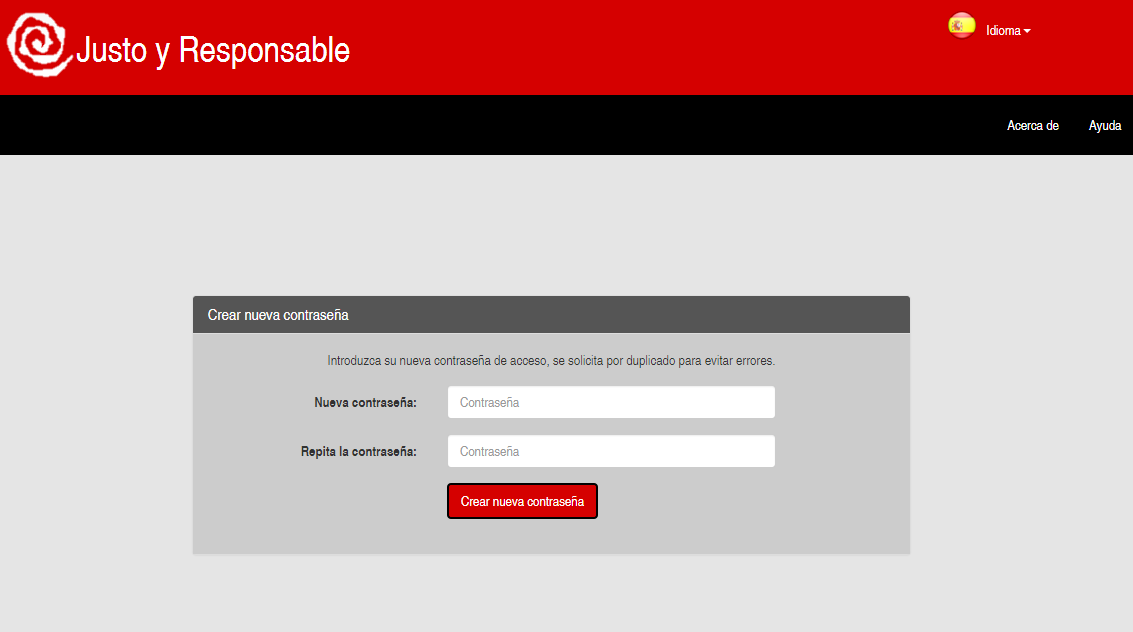 Justo y Responsable
Idioma
Acerca de
Ayuda
Crear nueva contraseña
Introduzca su nueva contraseña de acceso, se solicita por duplicado para evitar errores.
Nueva contraseña:
Contraseña
Repita la contraseña:
Contraseña
Crear nueva contraseña